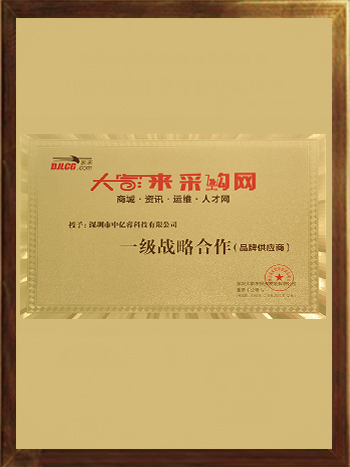 DJLCG
.com
大家来采购网
商城·资讯·运维·人才网
授予：深圳市中亿睿科技有限公司
一级战略合作（品牌供应商）